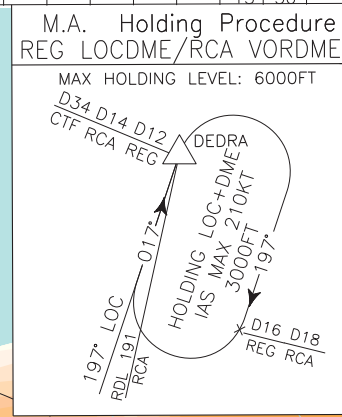 M.A. Holding Procedure
REG LOCDME/RCA VORDME
MAX HOLDING LEVEL: 6000FT
D34 D14 D12
CTF RCA REG
DEDRA
017°
HOLDING LOC+DME
IAS MAX 210KT
3000FT
197°
D16 D18
REG RCA
197° LOC
RDL 191
RCA